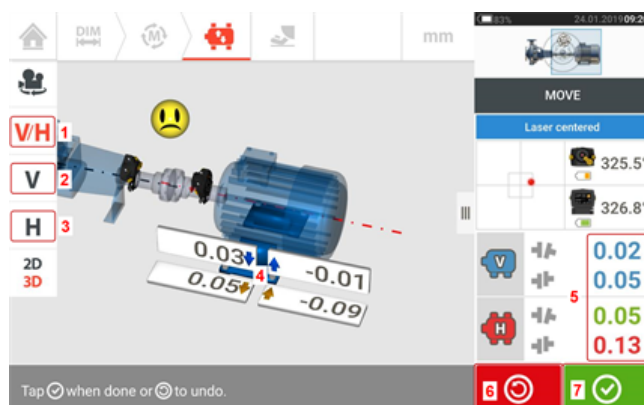 83%
24.01.2019 09:20
DIM
M
mm
MOVE
Laser centered
V/H 1
V 2
H 3
2D
3D
325.5°
326.8°
0.03
-0.01
4
0.05
-0.09
V
0.02
0.05
5
H
0.05
0.13
Tap when done or to undo.
6
7